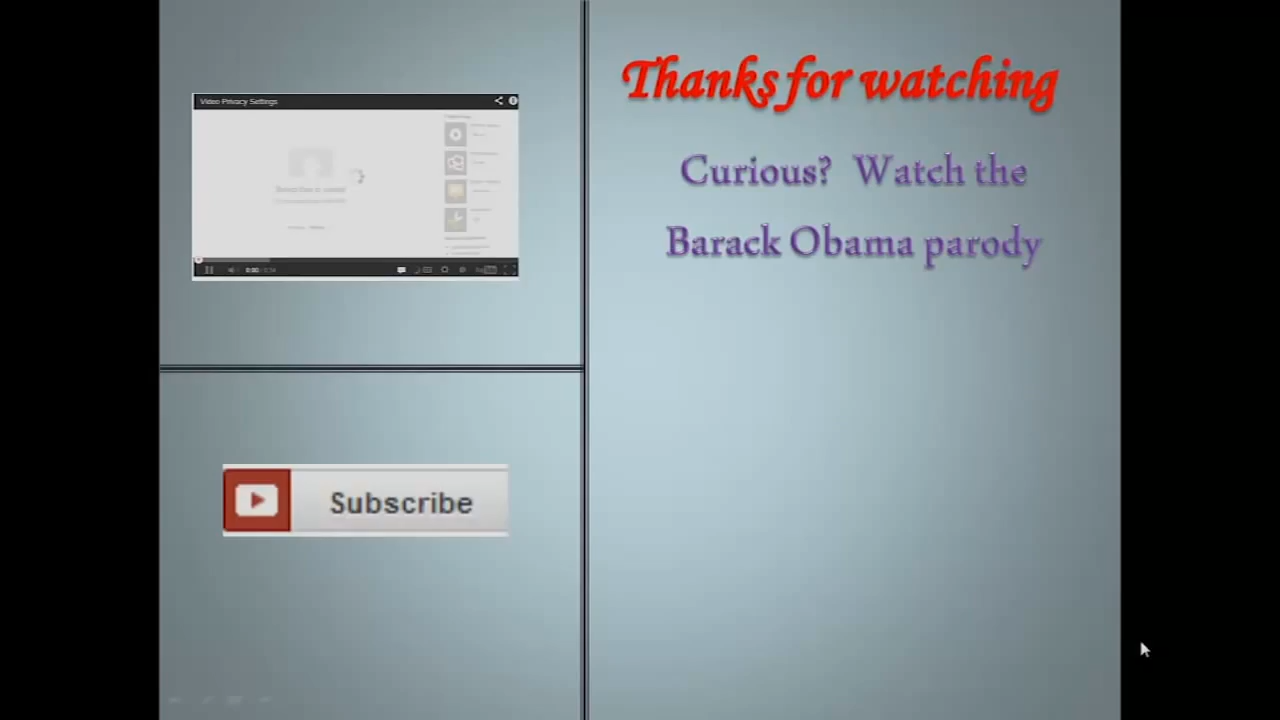 Video Privacy Settings
Thanks for watching
Curious? Watch the
Barack Obama parody
Subscribe